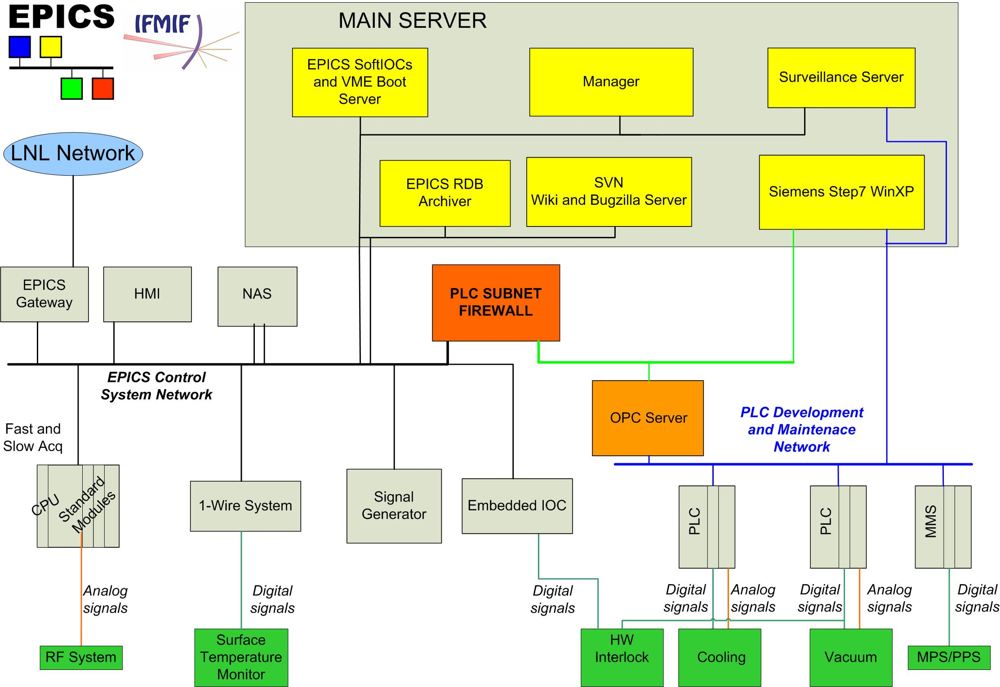 EPICS
IFMIF
MAIN SERVER
EPICS SoftIOCs
and VME Boot
Server
Manager
Surveillance Server
LNL Network
EPICS RDB
Archiver
SVN
Wiki and Bugzilla Server
Siemens Step7 WinXP
EPICS
Gateway
HMI
NAS
PLC SUBNET
FIREWALL
EPICS Control
System Network
Fast and
Slow Acq
OPC Server
PLC Development
and Maintenace
Network
CPU
Standard
Modules
1-Wire System
Signal
Generator
Embedded IOC
PLC
PLC
MMS
Analog
signals
Digital
signals
Digital
signals
Digital
signals
Analog
signals
Digital
signals
Analog
signals
Digital
signals
RF System
Surface
Temperature
Monitor
HW
Interlock
Cooling
Vacuum
MPS/PPS